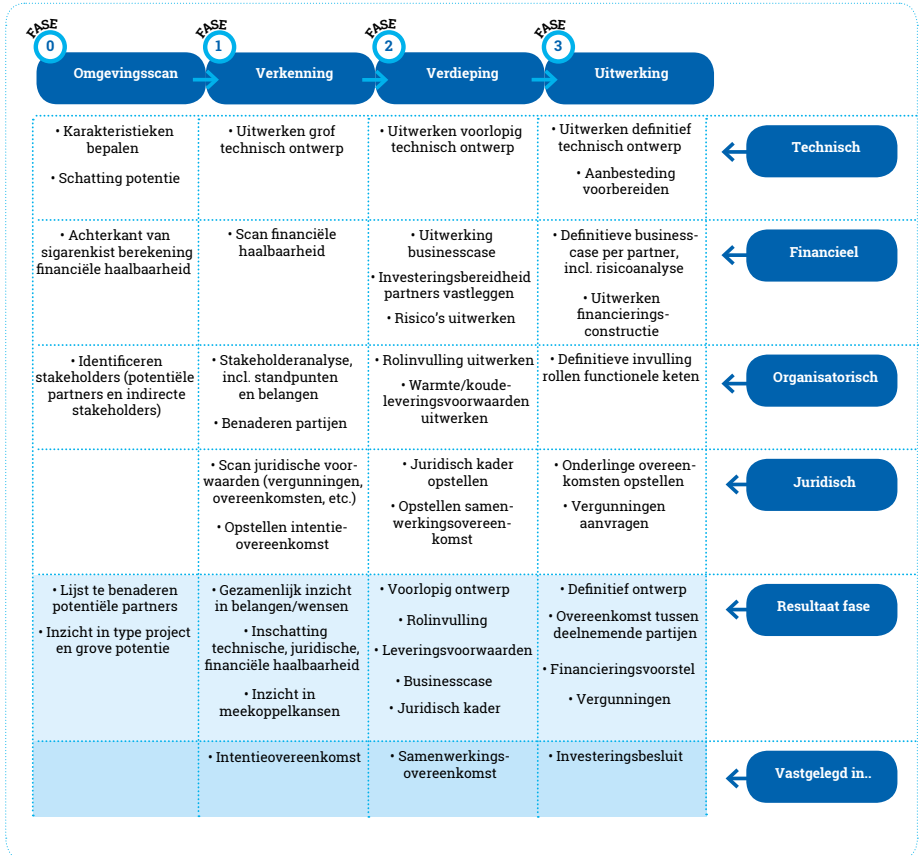 FASE
0
Omgevingsscan
FASE
1
Verkenning
FASE
2
Verdieping
FASE
3
Uitwerking
• Karakteristieken
bepalen
• Schatting potentie
• Uitwerken grof
technisch ontwerp
• Uitwerken voorlopig
technisch ontwerp
• Uitwerken definitief
technisch ontwerp
• Aanbesteding
voorbereiden
Technisch
• Achterkant van
sigarenkist berekening
financiële haalbaarheid
• Scan financiële
haalbaarheid
• Uitwerking
businesscase
• Investeringsbereidheid
partners vastleggen
• Risico's uitwerken
• Definitieve business-
case per partner,
incl. risicoanalyse
• Uitwerken
financierings-
constructie
Financieel
• Identificeren
stakeholders (potentiële
partners en indirecte
stakeholders)
• Stakeholderanalyse,
incl. standpunten
en belangen
• Benaderen partijen
• Rolinvulling uitwerken
• Warmte/koude-
leveringsvoorwaarden
uitwerken
• Definitieve invulling
rollen functionele keten
Organisatorisch
• Scan juridische voor-
waarden (vergunningen,
overeenkomsten, etc.)
• Opstellen intentie-
overeenkomst
• Juridisch kader
opstellen
• Opstellen samen-
werkingsovereen-
komst
• Onderlinge overeen-
komsten opstellen
• Vergunningen
aanvragen
Juridisch
• Lijst te benaderen
potentiële partners
• Inzicht in type project
en grove potentie
• Gezamenlijk inzicht
in belangen/wensen
• Inschatting
technische, juridische,
financiële haalbaarheid
• Inzicht in
meekoppelkansen
• Voorlopig ontwerp
• Rolinvulling
• Leveringsvoorwaarden
• Businesscase
• Juridisch kader
• Definitief ontwerp
• Overeenkomst tussen
deelnemende partijen
• Financieringsvoorstel
• Vergunningen
Resultaat fase
• Intentieovereenkomst
• Samenwerkings-
overeenkomst
• Investeringsbesluit
Vastgelegd in..